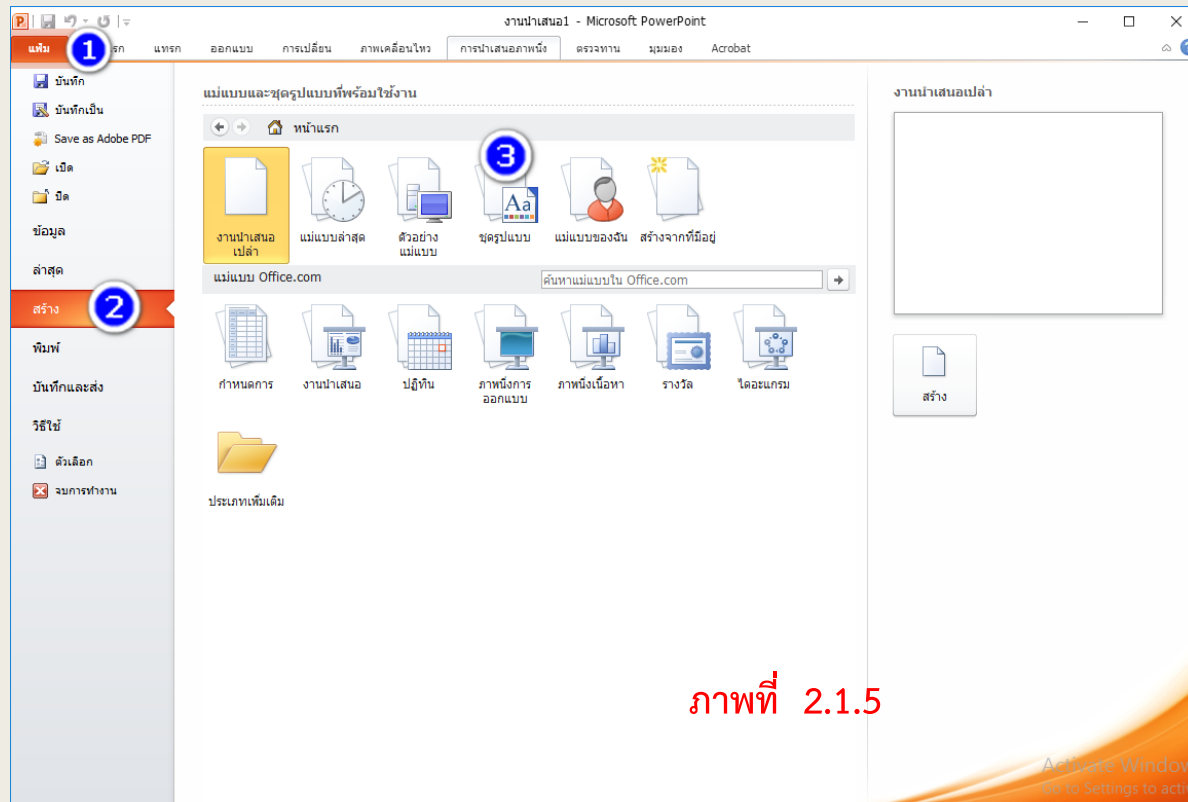 งานนำเสนอ1 - Microsoft PowerPoint
แฟ้ม 1 แทรก ออกแบบ การเปลี่ยน ภาพเคลื่อนไหว การนำเสนอภาพนิ่ง ตรวจทาน มุมมอง Acrobat
บันทึก
บันทึกเป็น
Save as Adobe PDF
เปิด
ปิด
ข้อมูล
ล่าสุด
สร้าง 2
พิมพ์
บันทึกและส่ง
วิธีใช้
ตัวเลือก
จบการทำงาน
แม่แบบและชุดรูปแบบที่พร้อมใช้งาน
หน้าแรก
3
Aa
งานนำเสนอ
เปล่า
แม่แบบล่าสุด
ตัวอย่าง
แม่แบบ
ชุดรูปแบบ
แม่แบบของฉัน
สร้างจากที่มีอยู่
แม่แบบ Office.com
ค้นหาแม่แบบใน Office.com
กำหนดการ
งานนำเสนอ
ปฏิทิน
ภาพนิ่งการ
ออกแบบ
ภาพนิ่งเนื้อหา
รางวัล
ไดอะแกรม
ประเภทเพิ่มเติม
งานนำเสนอเปล่า
สร้าง
ภาพที่ 2.1.5
Activate Window
Go to Settings to acti